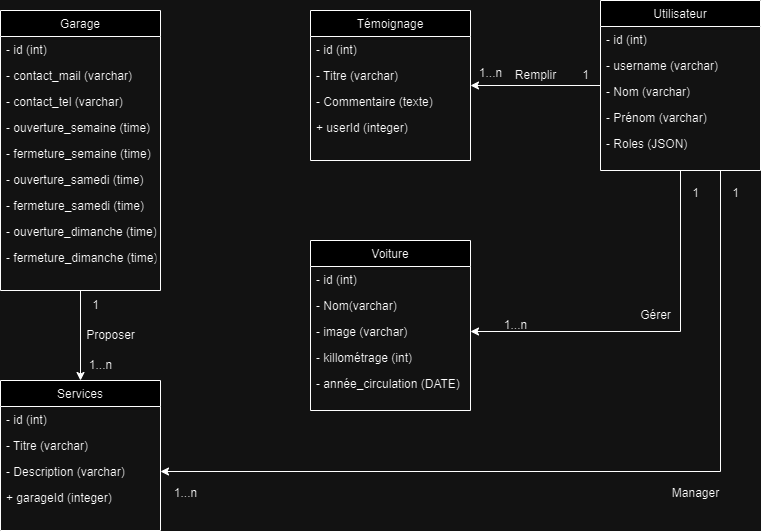 Garage
- id (int)
- contact_mail (varchar)
- contact_tel (varchar)
- ouverture_semaine (time)
- fermeture_semaine (time)
- ouverture_samedi (time)
- fermeture_samedi (time)
- ouverture_dimanche (time)
- fermeture_dimanche (time)
1
Proposer
1...n
Services
- id (int)
- Titre (varchar)
- Description (varchar)
+ garageId (integer)
Témoignage
- id (int)
- Titre (varchar)
- Commentaire (texte)
+ userId (integer)
1...n
Remplir
1
Utilisateur
- id (int)
- username (varchar)
- Nom (varchar)
- Prénom (varchar)
- Roles (JSON)
1
1
Voiture
- id (int)
- Nom(varchar)
- image (varchar)
- killométrage (int)
- année_circulation (DATE)
1...n
Gérer
1...n
Manager